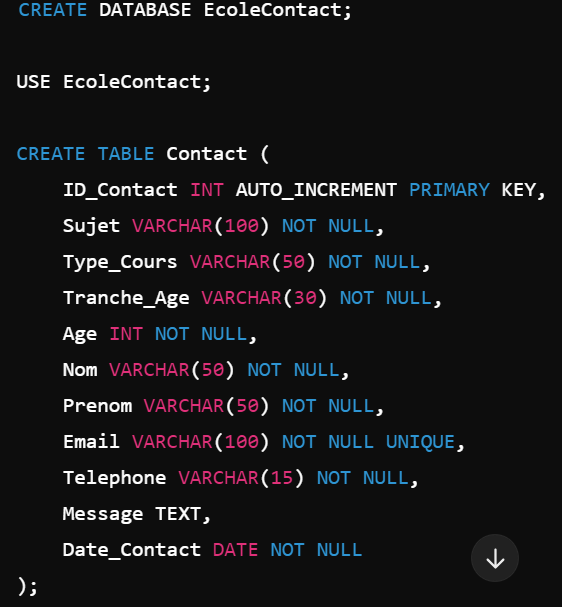 CREATE DATABASE EcoleContact;
USE EcoleContact;
CREATE TABLE Contact (
    ID_Contact INT AUTO_INCREMENT PRIMARY KEY,
    Sujet VARCHAR(100) NOT NULL,
    Type_Cours VARCHAR(50) NOT NULL,
    Tranche_Age VARCHAR(30) NOT NULL,
    Age INT NOT NULL,
    Nom VARCHAR(50) NOT NULL,
    Prenom VARCHAR(50) NOT NULL,
    Email VARCHAR(100) NOT NULL UNIQUE,
    Telephone VARCHAR(15) NOT NULL,
    Message TEXT,
    Date_Contact DATE NOT NULL
);